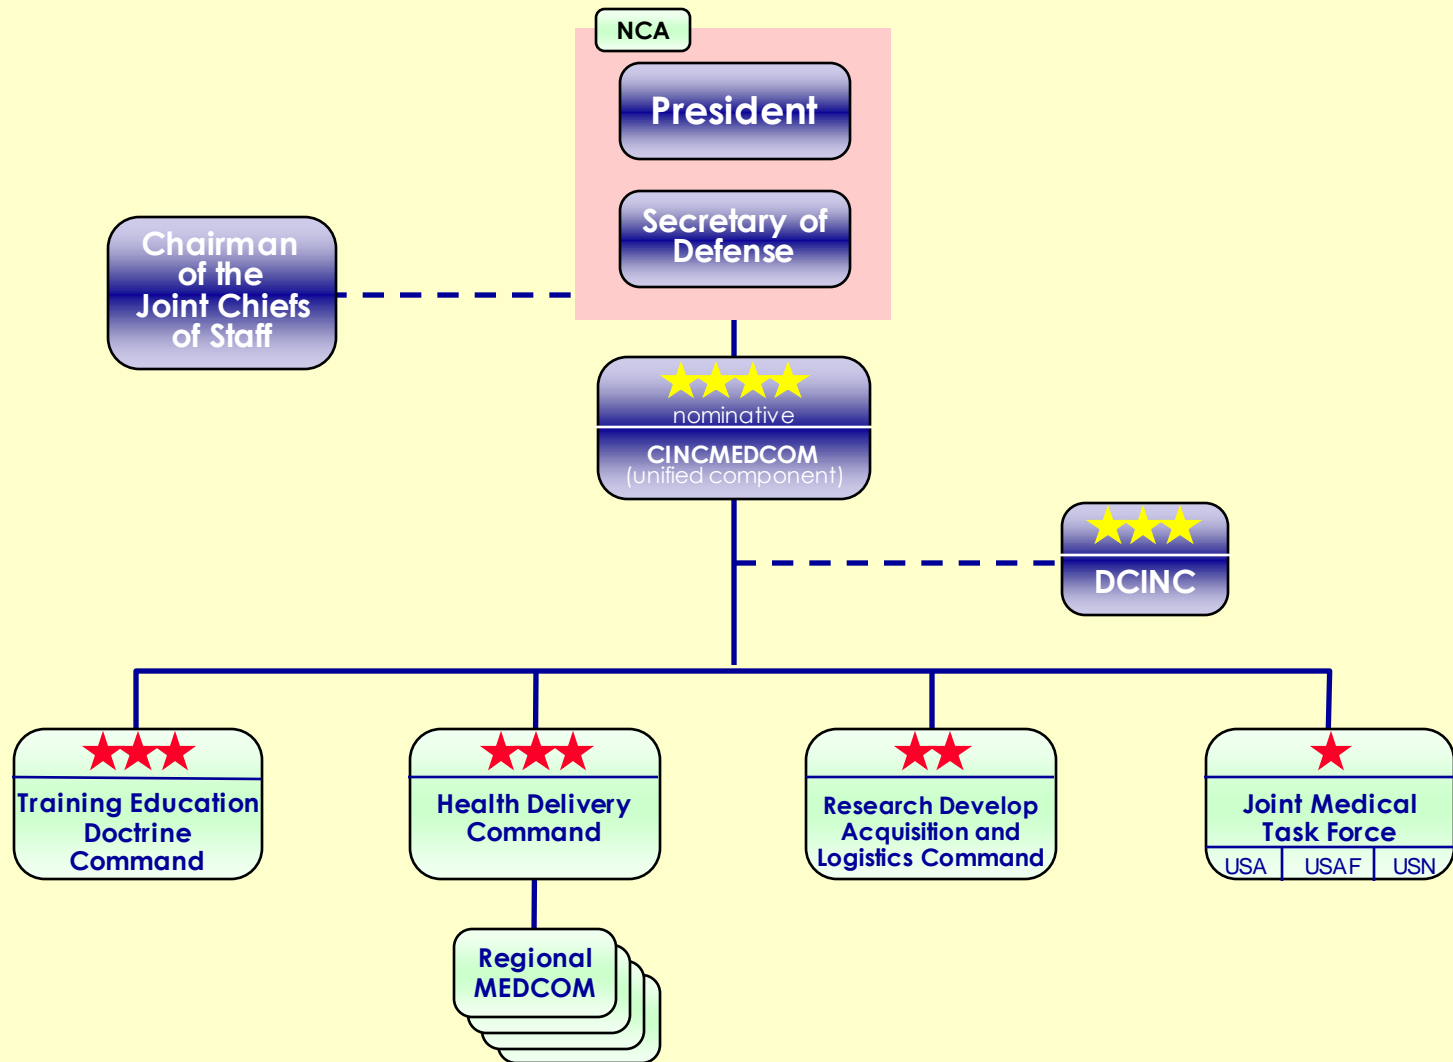 NCA
President
Secretary of
Defense
Chairman
of the
Joint Chiefs
of Staff
nominative
CINCMEDCOM
(unified component)
DCINC
Training Education
Doctrine
Command
Health Delivery
Command
Research Develop
Acquisition and
Logistics Command
Joint Medical
Task Force
USA USAF USN
Regional
MEDCOM